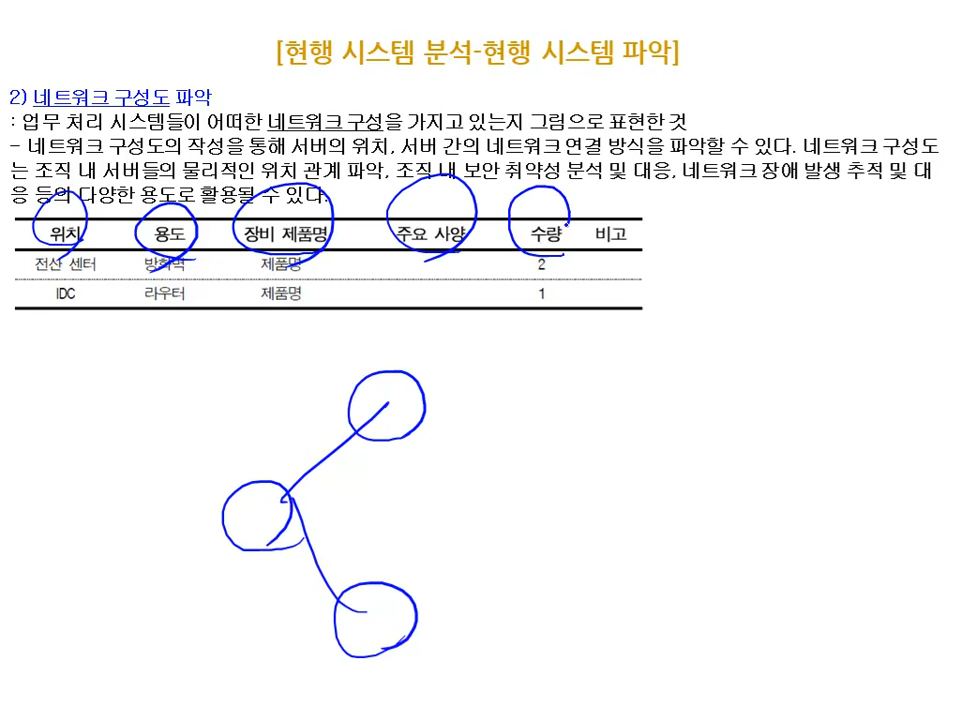 [현행 시스템 분석-현행 시스템 파악]
2) 네트워크 구성도 파악
: 업무 처리 시스템들이 어떠한 네트워크 구성을 가지고 있는지 그림으로 표현한 것
- 네트워크 구성도의 작성을 통해 서버의 위치, 서버 간의 네트워크 연결 방식을 파악할 수 있다. 네트워크 구성도
는 조직 내 서버들의 물리적인 위치 관계 파악, 조직 내 보안 취약성 분석 및 대응, 네트워크 장애 발생 추적 및 대
응 등의 다양한 용도로 활용될 수 있다.
위치 용도 장비 제품명 주요 사양 수량 비고
전산 센터 방화벽 제품명 2
IDC 라우터 제품명 1